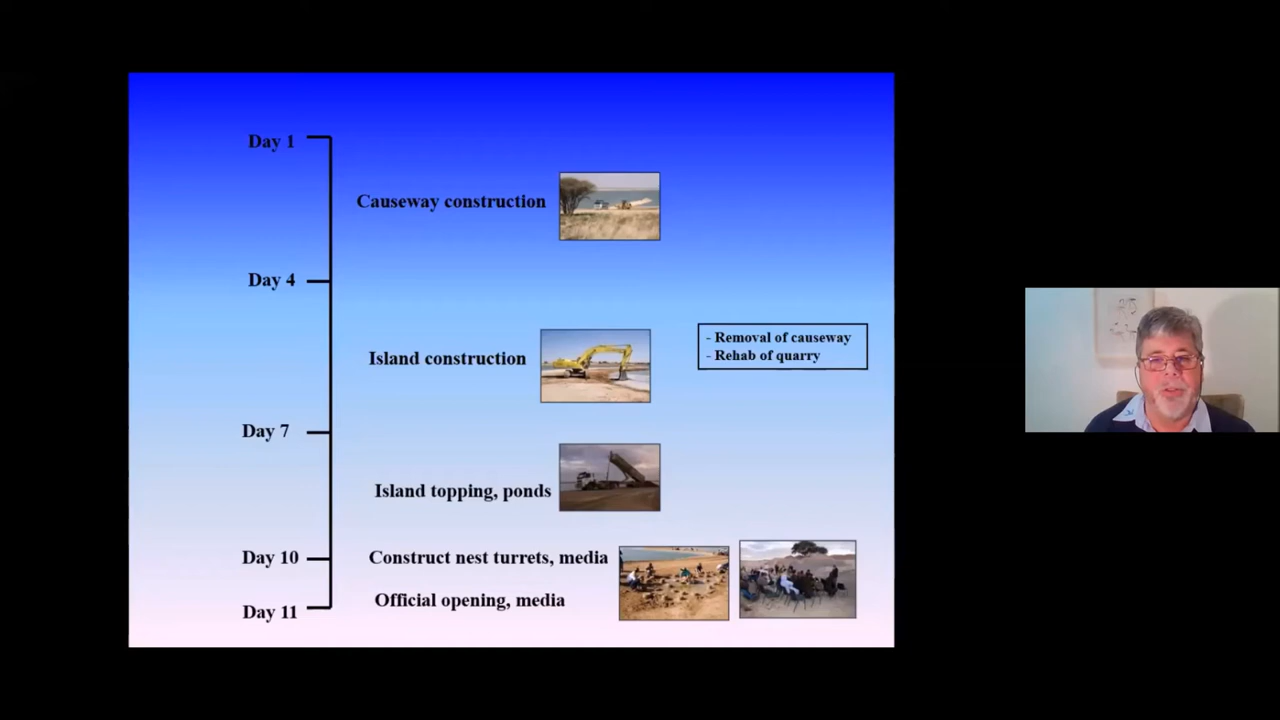 Day 1
Causeway construction
Day 4
Island construction
- Removal of causeway
- Rehab of quarry
Day 7
Island topping, ponds
Day 10
Construct nest turrets, media
Official opening, media
Day 11